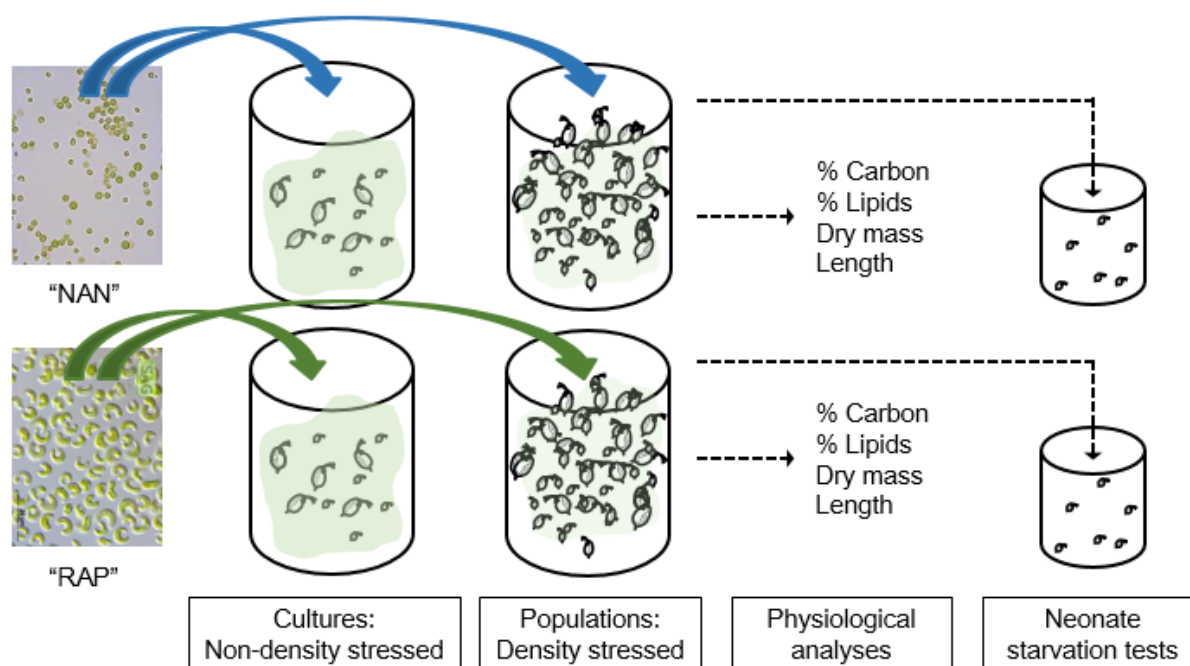 % Carbon
% Lipids
Dry mass
Length
“NAN”
SAG
% Carbon
% Lipids
Dry mass
Length
“RAP”
Cultures:
Non-density stressed
Populations:
Density stressed
Physiological
analyses
Neonate
starvation tests